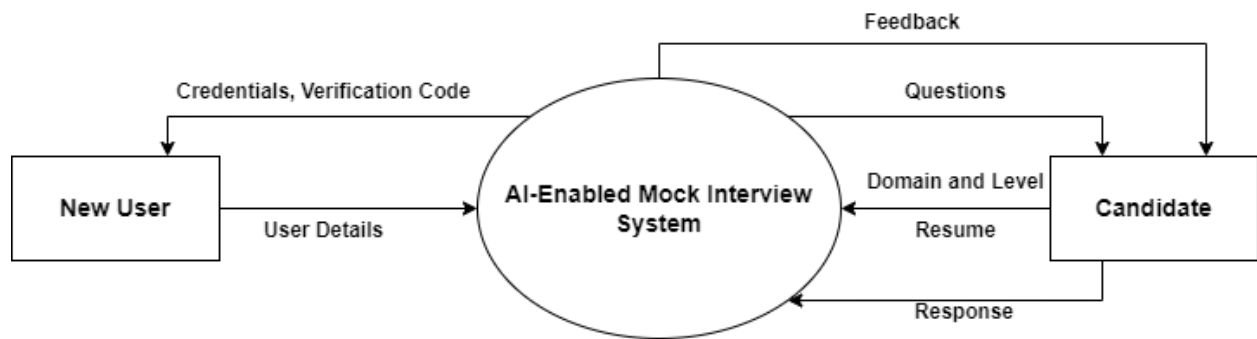 Feedback
Credentials, Verification Code
Questions
New User
User Details
AI-Enabled Mock Interview
System
Domain and Level
Resume
Candidate
Response